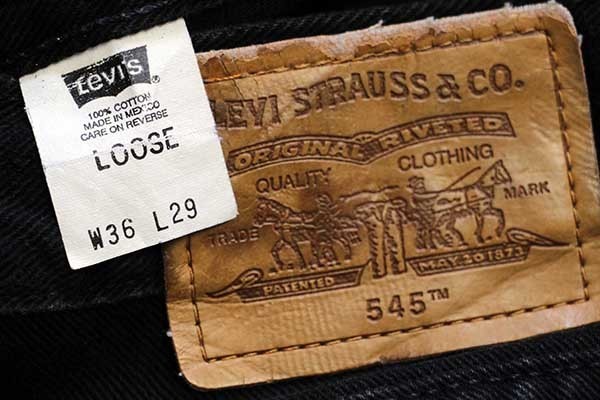 Levi's ®
100% COTTON
MADE IN MEXICO
CARE ON REVERSE
LOOSE
W36 L29
LEVI STRAUSS & CO.
ORIGINAL RIVETED
QUALITY CLOTHING
TRADE MARK
PATENTED MAY 20 1873
545™